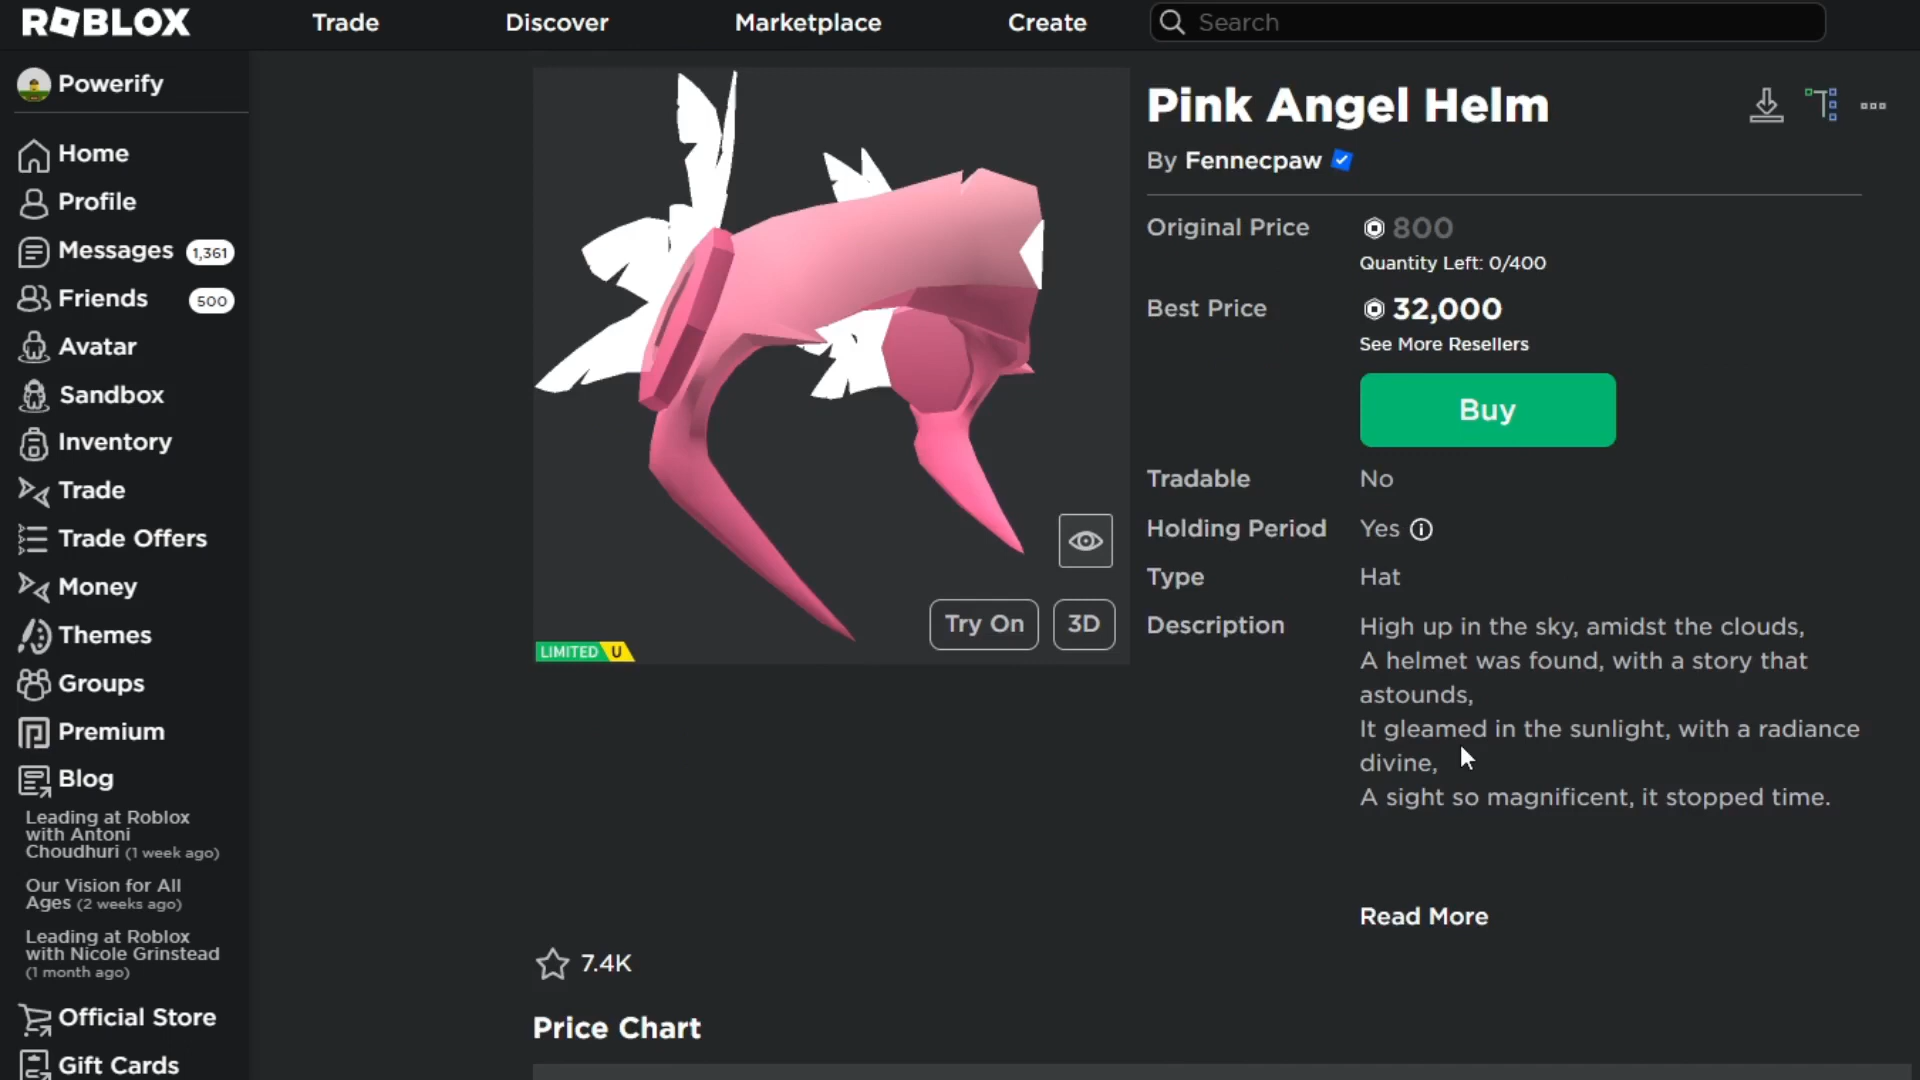 ROBLOX
Trade
Discover
Marketplace
Create
Search
Powerify
Home
Profile
Messages 1,361
Friends 500
Avatar
Sandbox
Inventory
Trade
Trade Offers
Money
Themes
Groups
Premium
Blog
Leading at Roblox
with Antoni
Choudhuri (1 week ago)
Our Vision for All
Ages (2 weeks ago)
Leading at Roblox
with Nicole Grinstead
(1 month ago)
Official Store
Gift Cards
LIMITED U
Try On
3D
7.4K
Price Chart
Pink Angel Helm
By Fennecpaw
Original Price 800
Quantity Left: 0/400
Best Price 32,000
See More Resellers
Buy
Tradable No
Holding Period Yes
Type Hat
Description High up in the sky, amidst the clouds,
A helmet was found, with a story that
astounds,
It gleamed in the sunlight, with a radiance
divine,
A sight so magnificent, it stopped time.
Read More